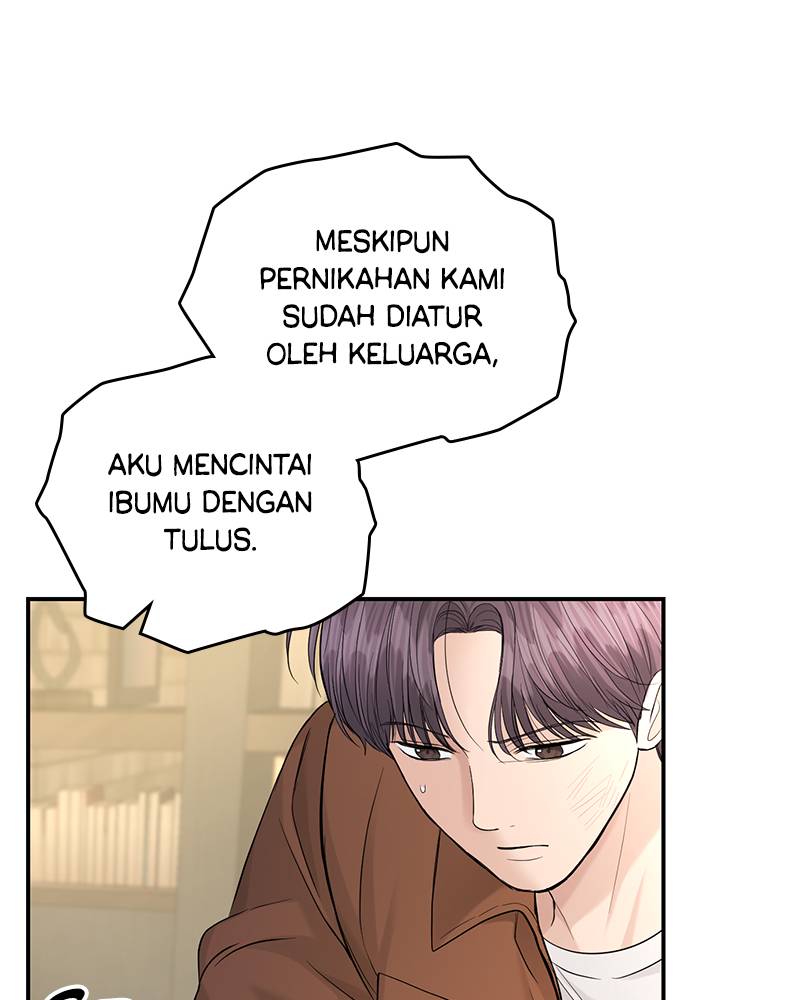 MESKIPUN
PERNIKAHAN KAMI
SUDAH DIATUR
OLEH KELUARGA,
AKU MENCINTAI
IBUMU DENGAN
TULUS.